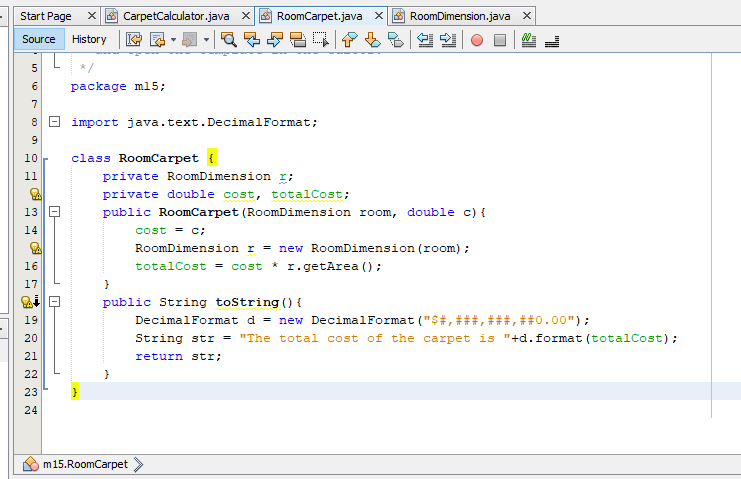 Start Page CarpetCalculator.java RoomCarpet.java RoomDimension.java
Source History
5 */
6 package m15;
7
8 import java.text.DecimalFormat;
9
10 class RoomCarpet {
11 private RoomDimension r;
private double cost, totalCost;
13 public RoomCarpet(RoomDimension room, double c){
14 cost = c;
RoomDimension r = new RoomDimension(room);
16 totalCost = cost * r.getArea();
17 }
public String toString(){
19 DecimalFormat d = new DecimalFormat("$#,###,###,##0.00");
20 String str = "The total cost of the carpet is "+d.format(totalCost);
21 return str;
22 }
23 }
24
m15.RoomCarpet